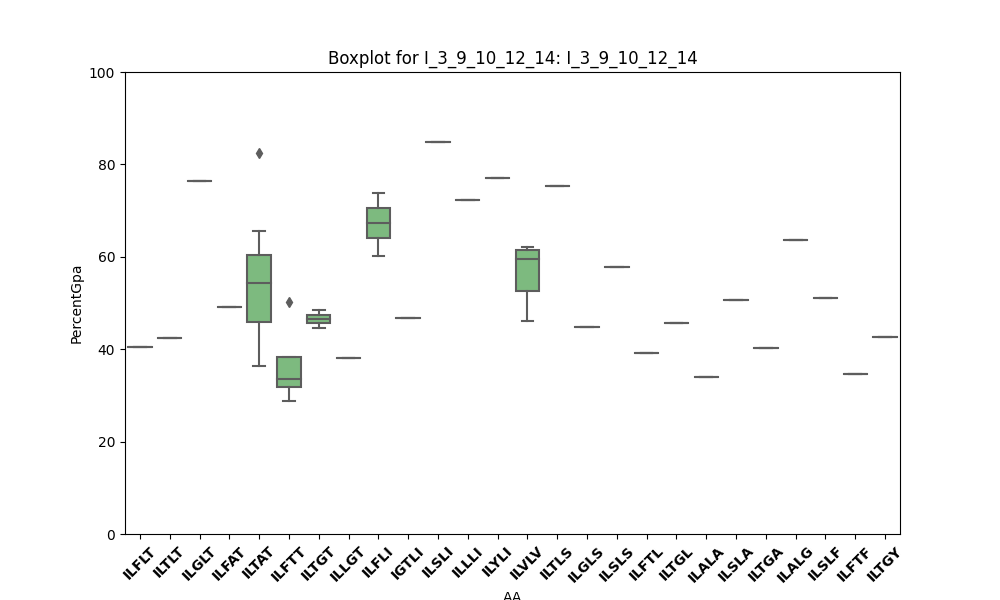 Boxplot for I_3_9_10_12_14: I_3_9_10_12_14
100
80
60
40
20
0
PercentGpa
ILFLT ILTLT ILGLT ILFAT ILTAT ILFTT ILTGT ILLGT ILFLI IGTLI ILSLI ILLLI ILYLI ILVLV ILTLS ILGLS ILSLS ILFTL ILTGL ILALA ILSLA ILTGA ILALG ILSLF ILFTF ILTGY
AA